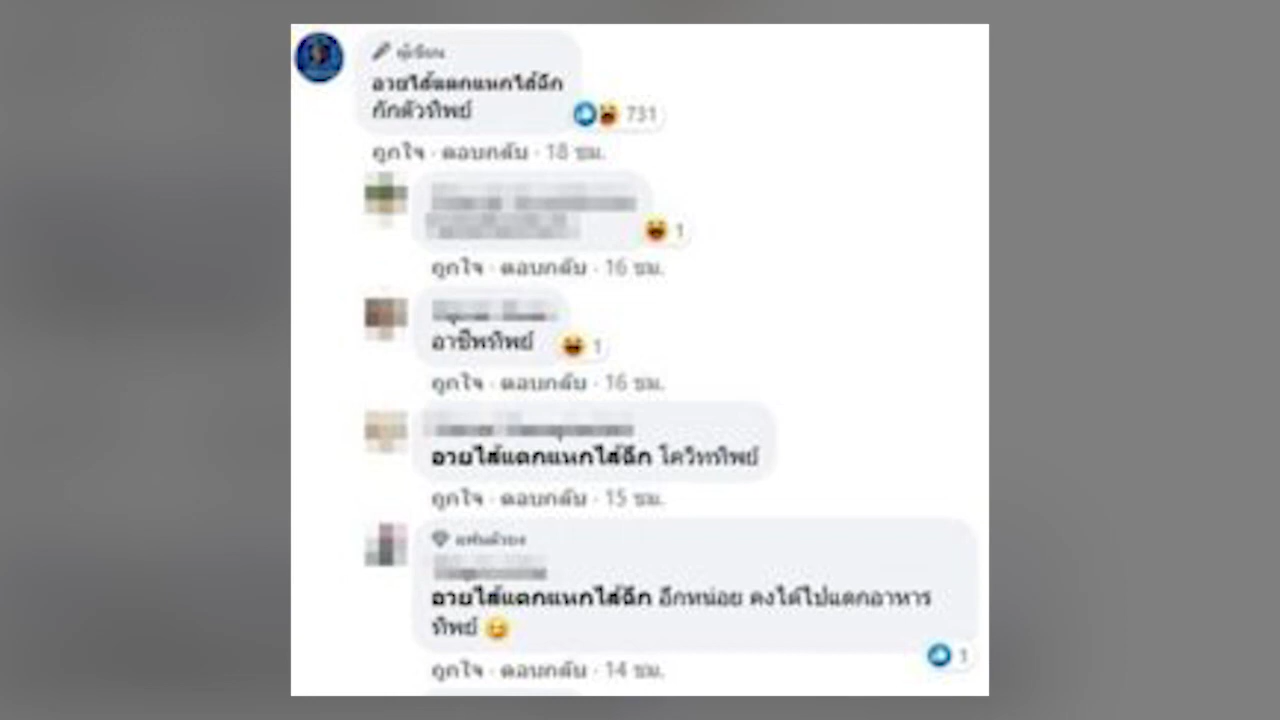 ผู้เขียน
อวยไส้แตกแหกไส้ฉีก
กักตัวทิพย์
731
ถูกใจ · ตอบกลับ · 18 ชม.
1
ถูกใจ · ตอบกลับ · 16 ชม.
อาชีพทิพย์
1
ถูกใจ · ตอบกลับ · 16 ชม.
อวยไส้แตกแหกไส้ฉีก โควิททิพย์
ถูกใจ · ตอบกลับ · 15 ชม.
แฟนตัวยง
อวยไส้แตกแหกไส้ฉีก อีกหน่อย คงได้ไปแดกอาหาร
ทิพย์
1
ถูกใจ · ตอบกลับ · 14 ชม.